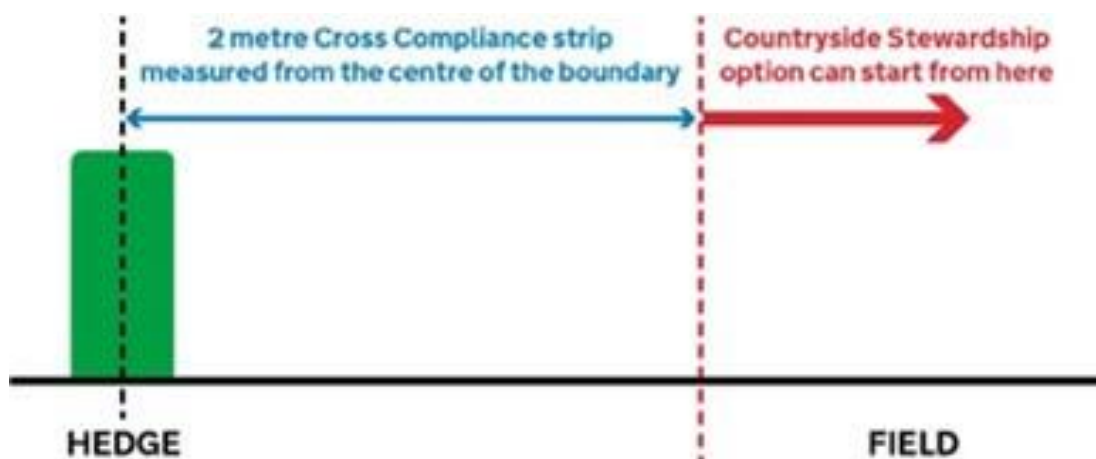 2 metre Cross Compliance strip
measured from the centre of the boundary
Countryside Stewardship
option can start from here
HEDGE
FIELD